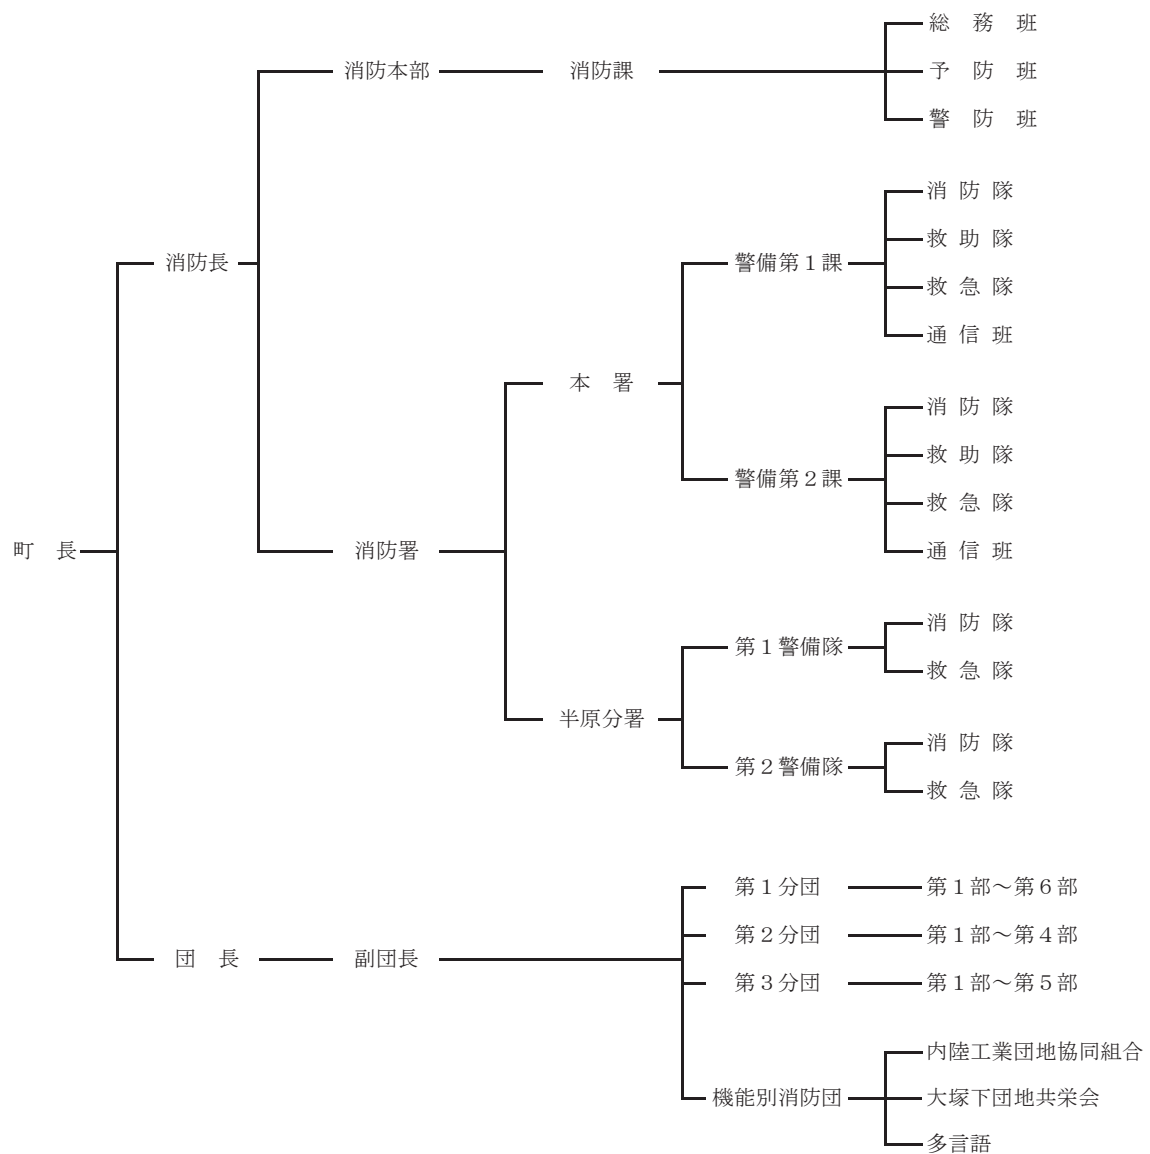 総　務　班
消防本部　消防課　予　防　班
警　防　班
消 防 隊
救 助 隊
消防長　警備第１課
救 急 隊
通 信 班
本　署
消 防 隊
救 助 隊
警備第２課
救 急 隊
町　長　消防署　通 信 班
消 防 隊
第１警備隊
救 急 隊
半原分署
消 防 隊
第２警備隊
救 急 隊
第１分団　第１部～第６部
第２分団　第１部～第４部
団　長　副団長
第３分団　第１部～第５部
内陸工業団地協同組合
機能別消防団　大塚下団地共栄会
多言語